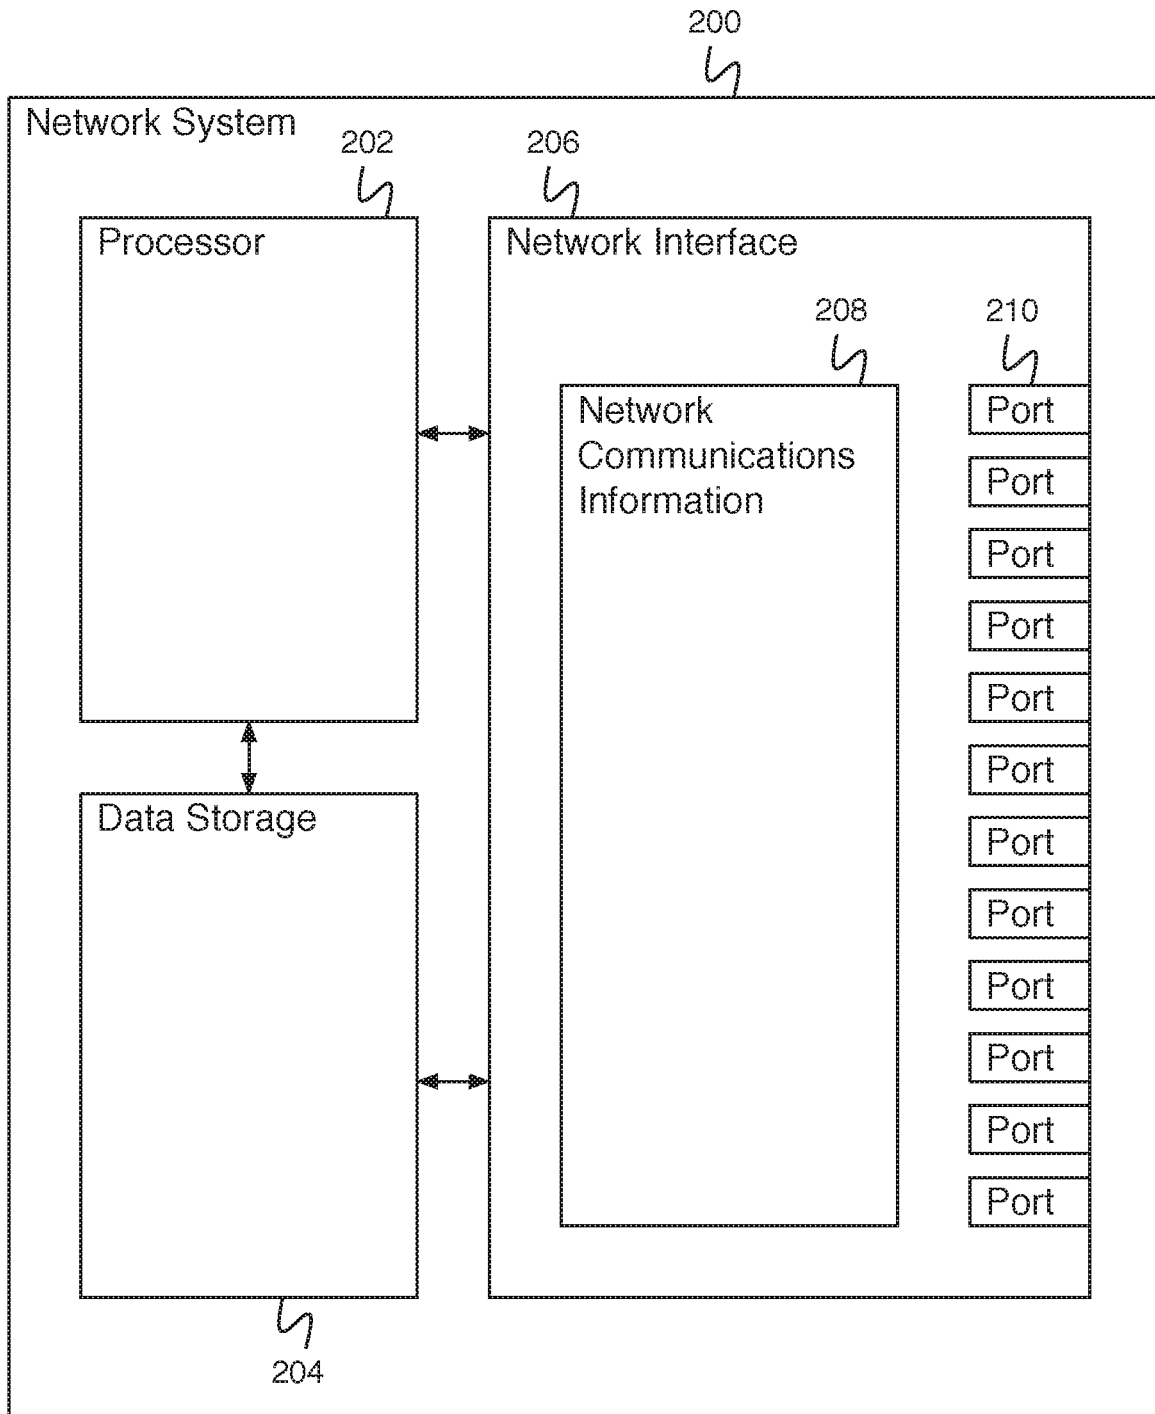 200
Network System
202
206
Processor
Network Interface
208
210
Network
Communications
Information
Port
Port
Port
Port
Port
Port
Port
Port
Port
Port
Port
Port
Data Storage
204